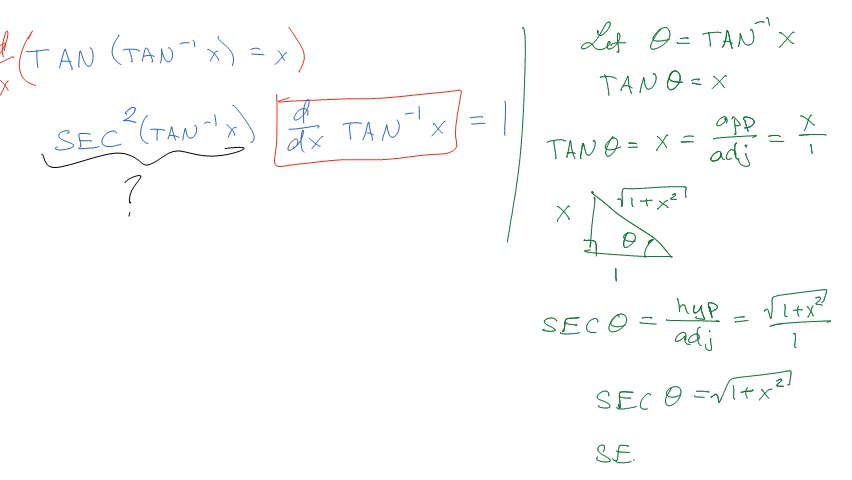 d/dx (TAN (TAN⁻¹ x) = x)
SEC²(TAN⁻¹ x) d/dx TAN⁻¹ x = 1
?
Let θ = TAN⁻¹ x
TAN θ = x
TAN θ = x = app/adj = x/1
x √1+x²
θ
1
SEC θ = hyp/adj = √1+x²/1
SEC θ = √1+x²
SE